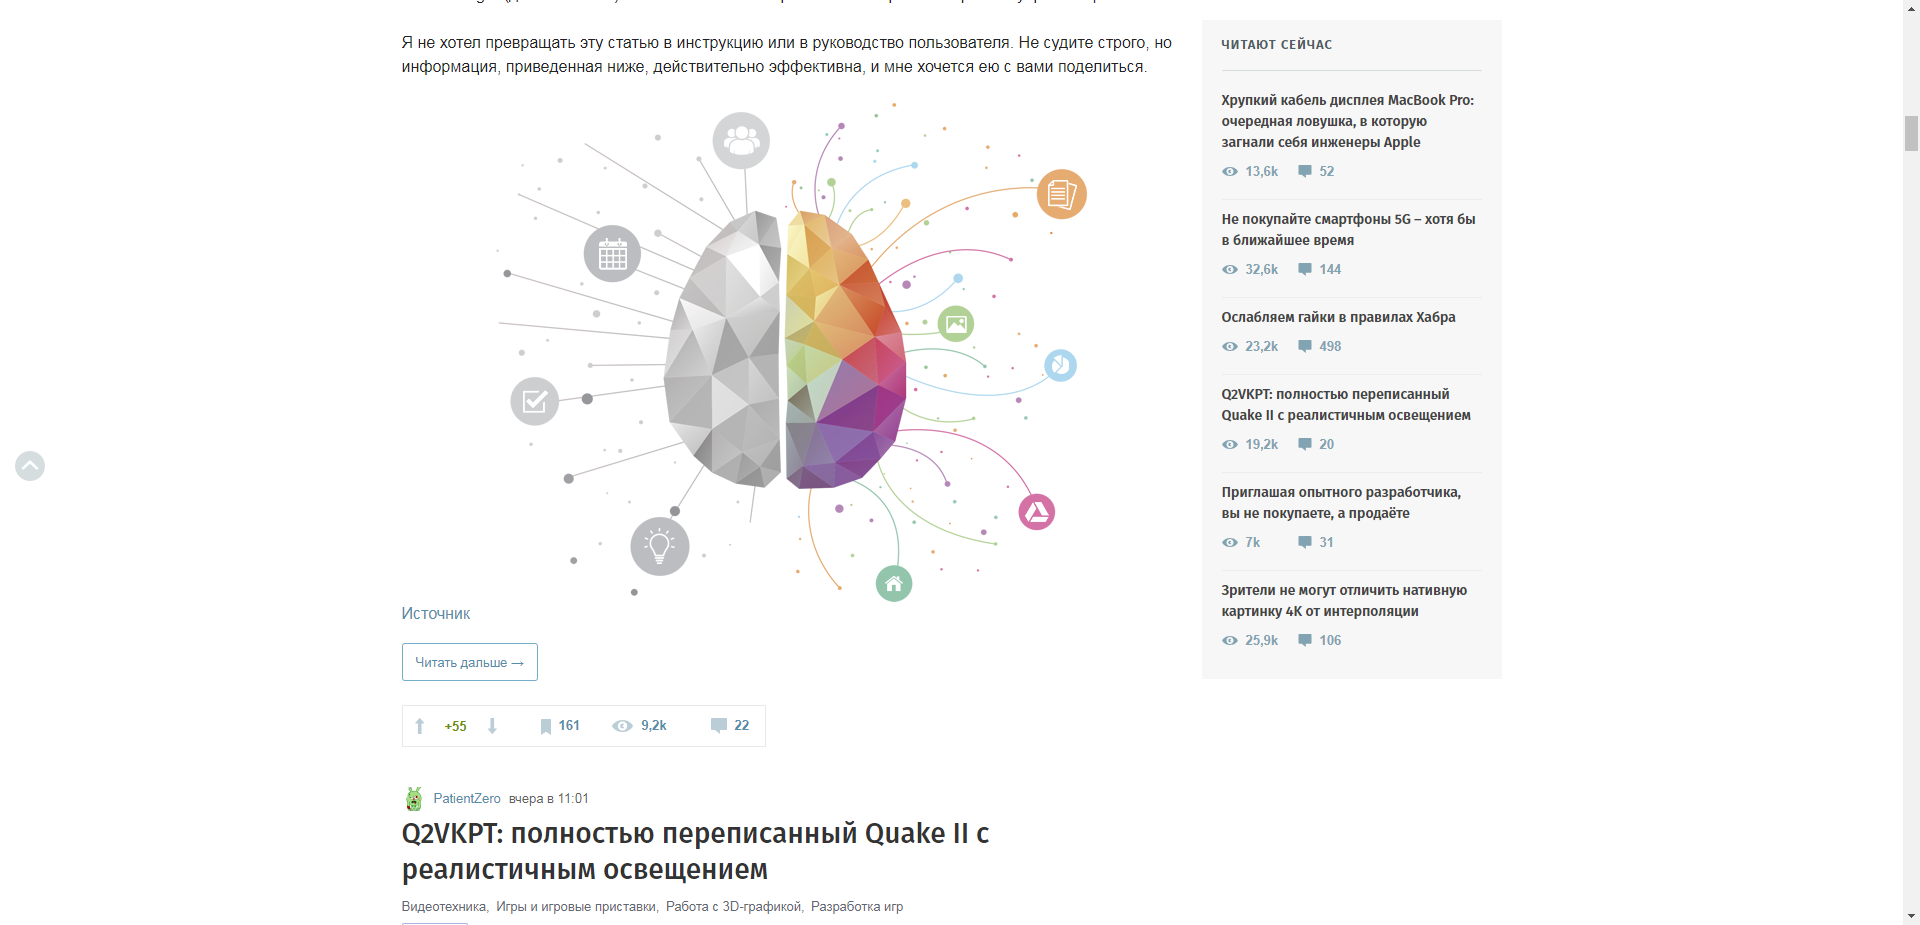 Я не хотел превращать эту статью в инструкцию или в руководство пользователя. Не судите строго, но
информация, приведенная ниже, действительно эффективна, и мне хочется ею с вами поделиться.
Источник
Читать дальше →
+55 161 9,2k 22
PatientZero вчера в 11:01
Q2VKPT: полностью переписанный Quake II с
реалистичным освещением
Видеотехника, Игры и игровые приставки, Работа с 3D-графикой, Разработка игр
ЧИТАЮТ СЕЙЧАС
Хрупкий кабель дисплея MacBook Pro:
очередная ловушка, в которую
загнали себя инженеры Apple
13,6k 52
Не покупайте смартфоны 5G – хотя бы
в ближайшее время
32,6k 144
Ослабляем гайки в правилах Хабра
23,2k 498
Q2VKPT: полностью переписанный
Quake II с реалистичным освещением
19,2k 20
Приглашая опытного разработчика,
вы не покупаете, а продаёте
7k 31
Зрители не могут отличить нативную
картинку 4K от интерполяции
25,9k 106